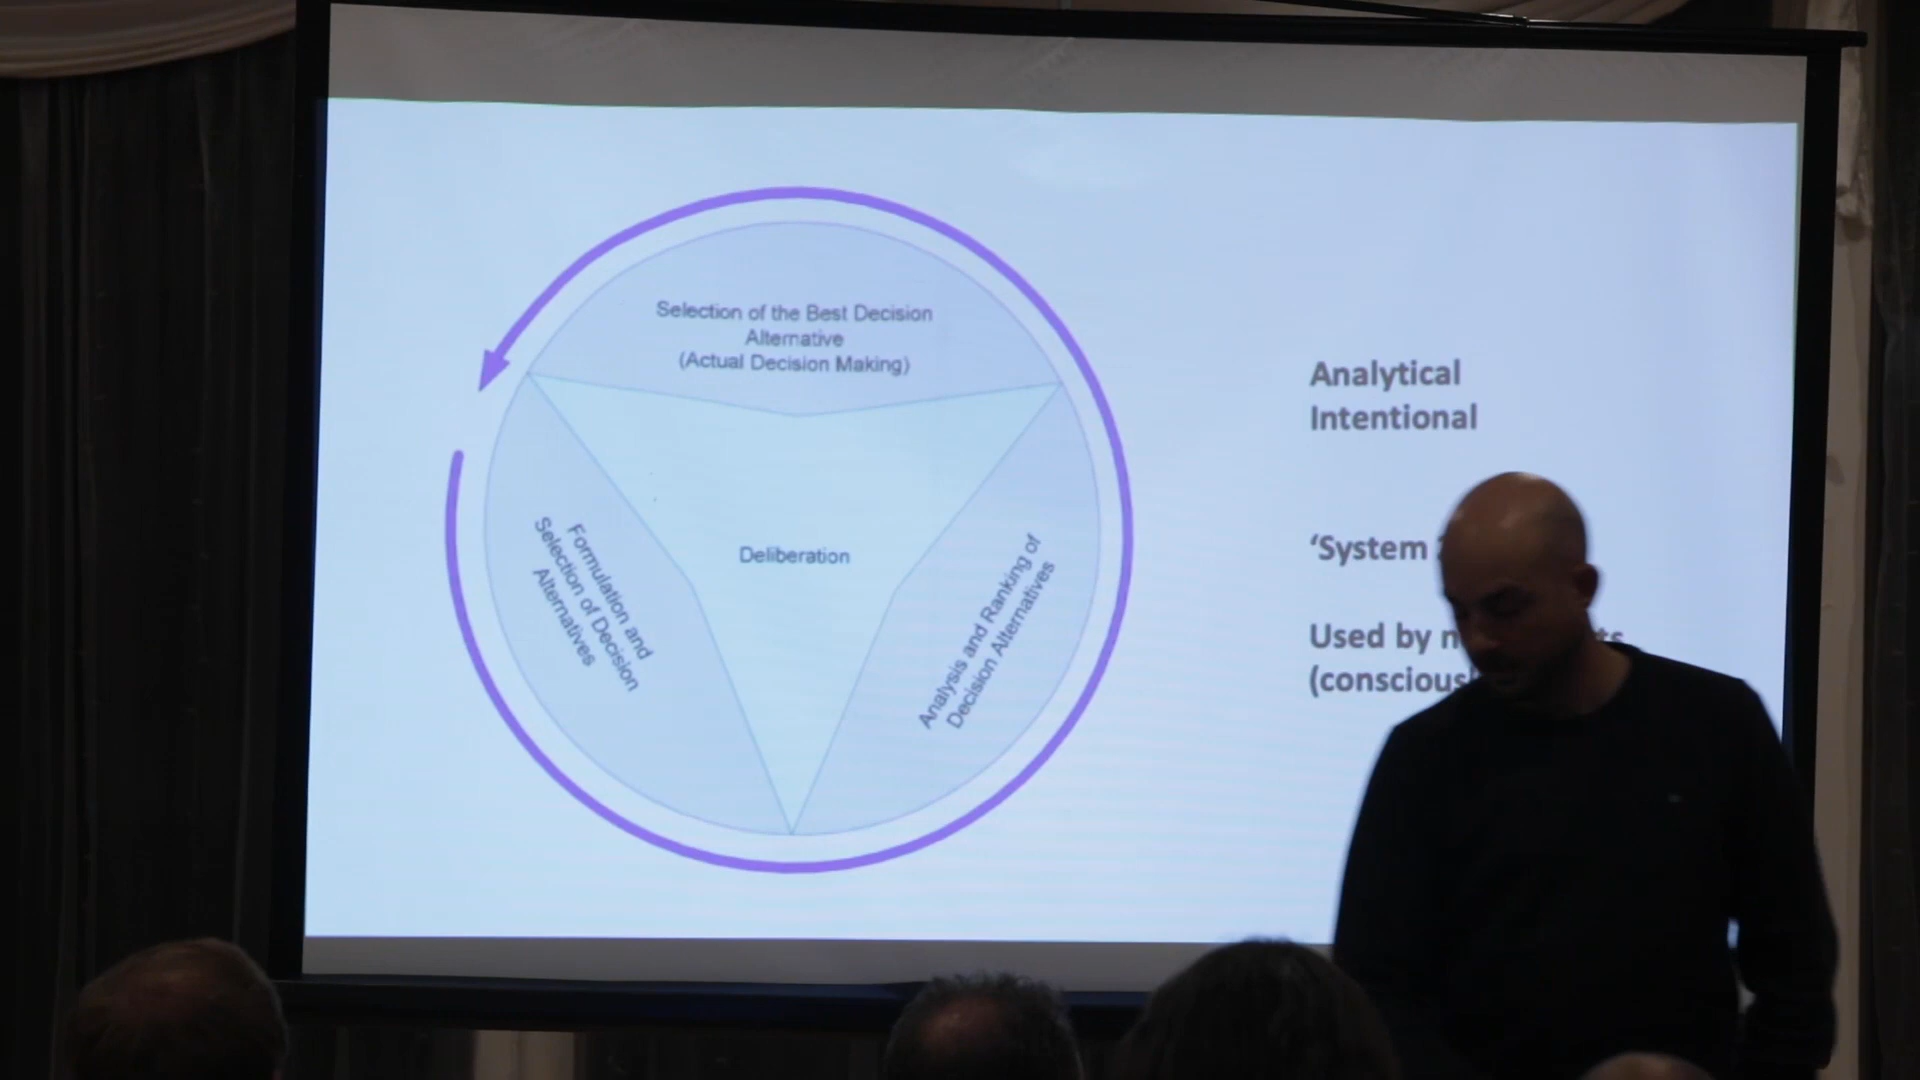 Selection of the Best Decision
Alternative
(Actual Decision Making)
Deliberation
Formulation and
Selection of Decision
Alternatives
Analysis and Ranking of
Decision Alternatives
Analytical
Intentional
‘System
Used by